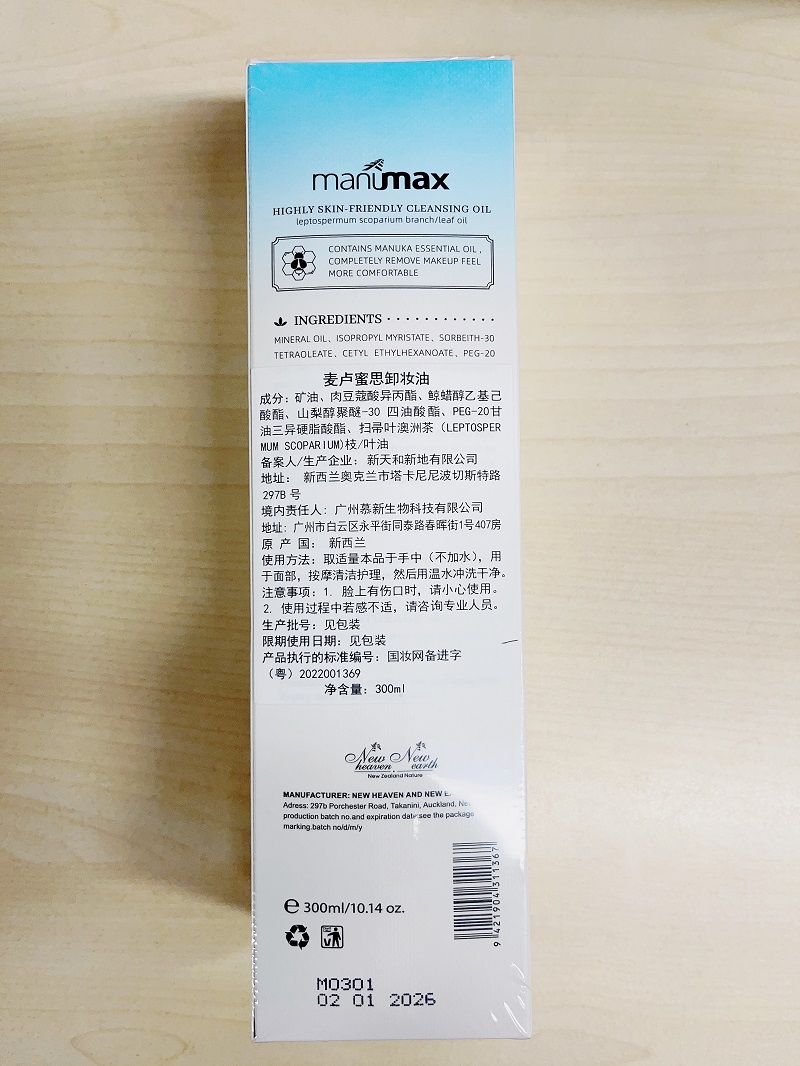 manumax
HIGHLY SKIN-FRIENDLY CLEANSING OIL
leptospermum scoparium branch/leaf oil
CONTAINS MANUKA ESSENTIAL OIL,
COMPLETELY REMOVE MAKEUP FEEL
MORE COMFORTABLE
INGREDIENTS
MINERAL OIL、ISOPROPYL MYRISTATE、SORBEITH-30
TETRAOLEATE、CETYL ETHYLHEXANOATE、PEG-20
麦卢蜜思卸妆油
成分：矿油、肉豆蔻酸异丙酯、鲸蜡醇乙基己
酸酯、山梨醇聚醚-30 四油酸酯、PEG-20甘
油三异硬脂酸酯、扫帚叶澳洲茶（LEPTOSPER
MUM SCOPARIUM)枝/叶油
备案人/生产企业：新天和新地有限公司
地址： 新西兰奥克兰市塔卡尼尼波切斯特路
297B 号
境内责任人：广州慕新生物科技有限公司
地址：广州市白云区永平街同泰路春晖街1号407房
原 产 国： 新西兰
使用方法：取适量本品于手中（不加水），用
于面部，按摩清洁护理，然后用温水冲洗干净。
注意事项：1. 脸上有伤口时，请小心使用。
2. 使用过程中若感不适，请咨询专业人员。
生产批号：见包装
限期使用日期：见包装
产品执行的标准编号：国妆网备进字
（粤）2022001369
净含量：300ml
New New
heaven earth
New Zealand Nature
MANUFACTURER: NEW HEAVEN AND NEW
Adress: 297b Porchester Road, Takanini, Auckland,
production batch no.and expiration date:see the package
marking.batch no/d/m/y
9 421904 311367
e 300ml/10.14 oz.
M0301
02 01 2026